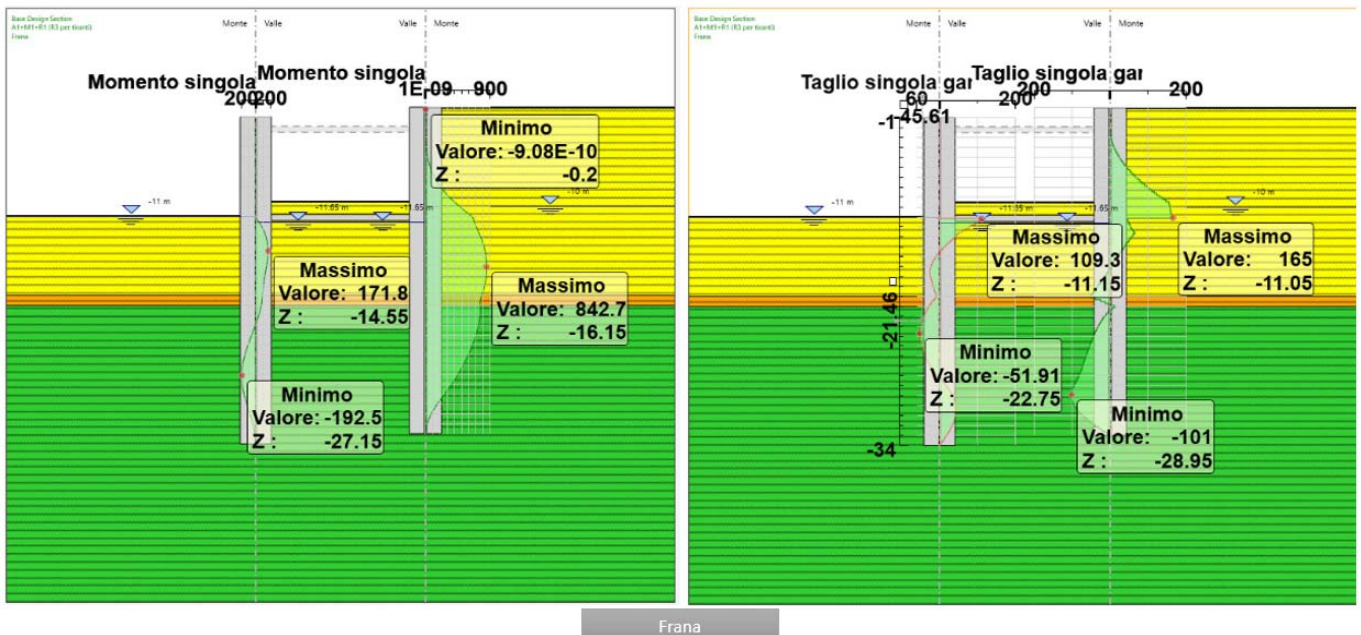 Base Design Section
A1+M1+R1 (R3 per tiranti)
Frana
Monte
Valle
Valle
Monte
Momento singola
Momento singola
200
200
1E-09
900
Minimo
Valore: -9.08E-10
Z : -0.2
-11 m
-11.65 m
-11.65 m
-10 m
Massimo
Valore: 171.8
Z : -14.55
Massimo
Valore: 842.7
Z : -16.15
Minimo
Valore: -192.5
Z : -27.15
Base Design Section
A1+M1+R1 (R3 per tiranti)
Frana
Monte
Valle
Valle
Monte
Taglio singola gar
Taglio singola gar
60
200
200
200
-1
-45.61
-11 m
-11.65 m
-11.65 m
-10 m
Massimo
Valore: 109.3
Z : -11.15
Massimo
Valore: 165
Z : -11.05
-21.46
Minimo
Valore: -51.91
Z : -22.75
Minimo
Valore: -101
Z : -28.95
-34
Frana